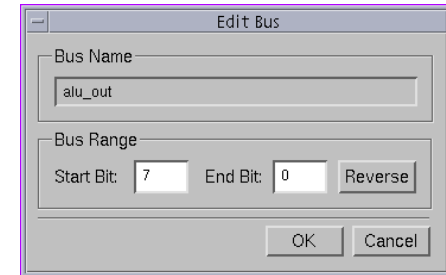 Edit Bus
Bus Name
alu_out
Bus Range
Start Bit: 7 End Bit: 0 Reverse
OK Cancel